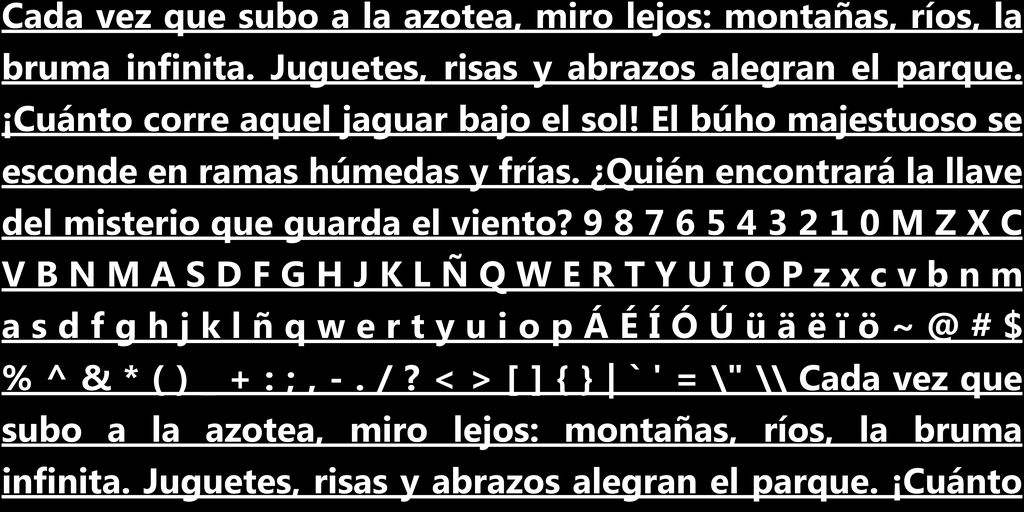 Cada vez que subo a la azotea, miro lejos: montañas, ríos, la
bruma infinita. Juguetes, risas y abrazos alegran el parque.
¡Cuánto corre aquel jaguar bajo el sol! El búho majestuoso se
esconde en ramas húmedas y frías. ¿Quién encontrará la llave
del misterio que guarda el viento? 9 8 7 6 5 4 3 2 1 0 M Z X C
V B N M A S D F G H J K L Ñ Q W E R T Y U I O P z x c v b n m
a s d f g h j k l ñ q w e r t y u i o p Á É Í Ó Ú ü ä ë ï ö ~ @ # $
% ^ & * ( ) _ + : ; , - . / ? < > [ ] { } | ` ' = \" \\ Cada vez que
subo a la azotea, miro lejos: montañas, ríos, la bruma
infinita. Juguetes, risas y abrazos alegran el parque. ¡Cuánto